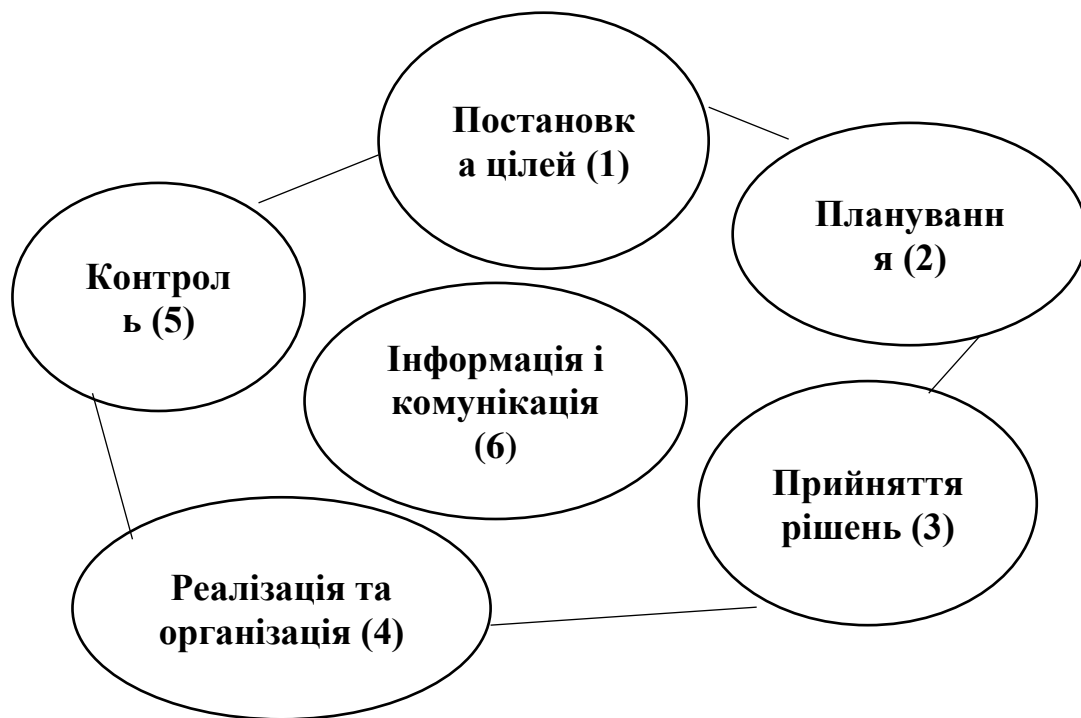 Постановк
а цілей (1)
Плануванн
я (2)
Контрол
ь (5)
Інформація і
комунікація
(6)
Прийняття
рішень (3)
Реалізація та
організація (4)